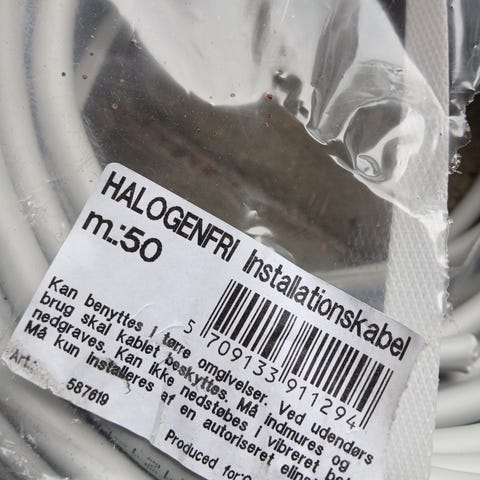 HALOGENFRI Installationskabel
m.:50
5 709133 911294
Kan benyttes i tørre omgivelser. Ved udendørs
brug skal kablet beskyttes. Må indmures og
nedgraves. Kan ikke nedstøbes i vibreret
Må kun installeres af en autoriseret
Art.
587619
Produced for